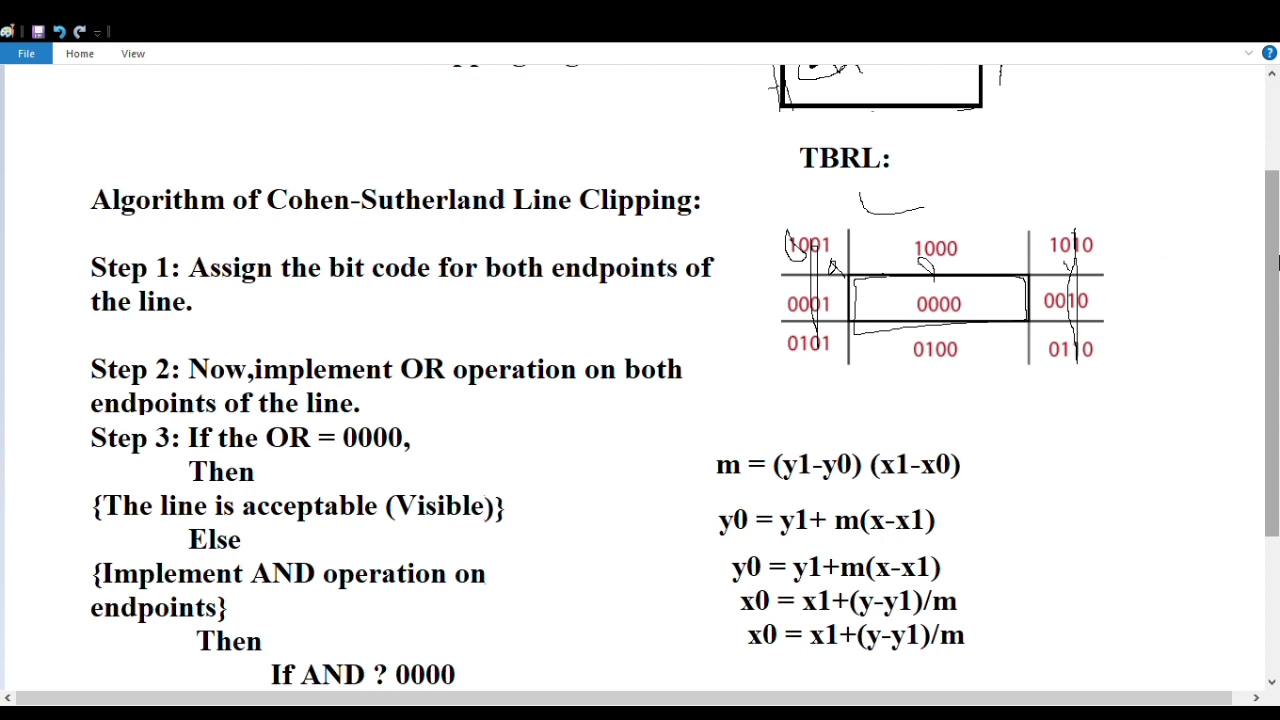 File
Home
View
TBRL:
Algorithm of Cohen-Sutherland Line Clipping:
1001 1000 1010
0001 0000 0010
0101 0100 0110
Step 1: Assign the bit code for both endpoints of
the line.
Step 2: Now,implement OR operation on both
endpoints of the line.
Step 3: If the OR = 0000,
Then
{The line is acceptable (Visible)}
Else
{Implement AND operation on
endpoints}
Then
If AND ? 0000
m = (y1-y0) (x1-x0)
y0 = y1+ m(x-x1)
y0 = y1+m(x-x1)
x0 = x1+(y-y1)/m
x0 = x1+(y-y1)/m